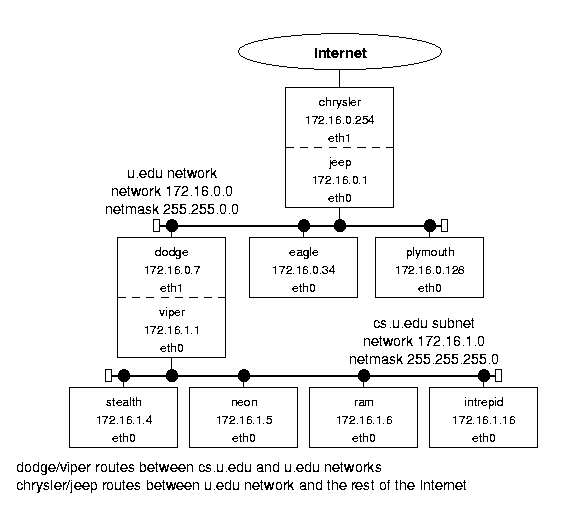 Internet
chrysler
172.16.0.254
eth1
jeep
172.16.0.1
eth0
u.edu network
network 172.16.0.0
netmask 255.255.0.0
dodge
172.16.0.7
eth1
viper
172.16.1.1
eth0
eagle
172.16.0.34
eth0
plymouth
172.16.0.128
eth0
cs.u.edu subnet
network 172.16.1.0
netmask 255.255.255.0
stealth
172.16.1.4
eth0
neon
172.16.1.5
eth0
ram
172.16.1.6
eth0
intrepid
172.16.1.16
eth0
dodge/viper routes between cs.u.edu and u.edu networks
chrysler/jeep routes between u.edu network and the rest of the Internet